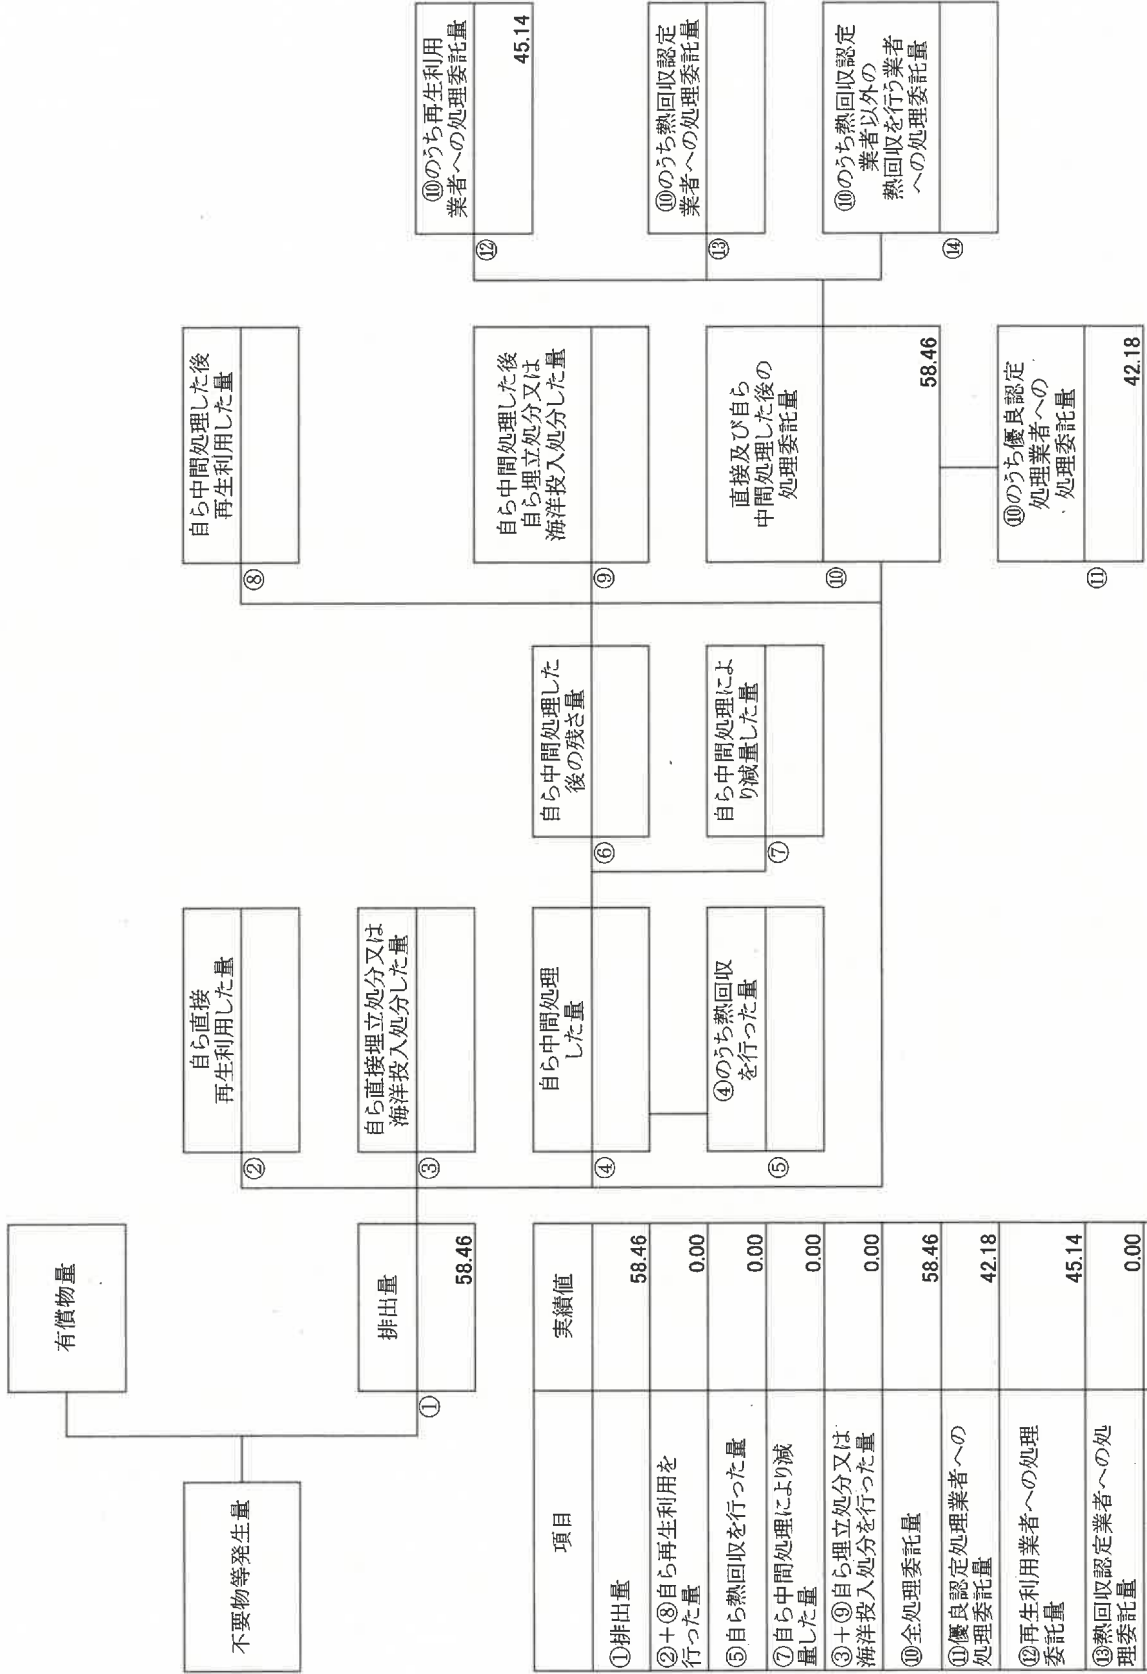 不要物等発生量
有償物量
排出量
①
58.46
自ら直接
再生利用した量
②
自ら直接埋立処分又は
海洋投入処分した量
③
自ら中間処理
した量
④
④のうち熱回収
を行った量
⑤
自ら中間処理した
後の残さ量
⑥
自ら中間処理によ
り減量した量
⑦
自ら中間処理した後
再生利用した量
⑧
自ら中間処理した後
自ら埋立処分又は
海洋投入処分した量
⑨
直接及び自ら
中間処理した後の
処理委託量
⑩
58.46
⑩のうち優良認定
処理業者への
処理委託量
⑪
42.18
⑩のうち再生利用
業者への処理委託量
⑫
45.14
⑩のうち熱回収認定
業者への処理委託量
⑬
⑩のうち熱回収認定
業者以外の
熱回収を行う業者
への処理委託量
⑭
項目 実績値
①排出量 58.46
②+⑧自ら再生利用を
行った量 0.00
⑤自ら熱回収を行った量 0.00
⑦自ら中間処理により減
量した量 0.00
③+⑨自ら埋立処分又は
海洋投入処分を行った量 0.00
⑩全処理委託量 58.46
⑪優良認定処理業者への
処理委託量 42.18
⑫再生利用業者への処理
委託量 45.14
⑬熱回収認定業者への処
理委託量 0.00